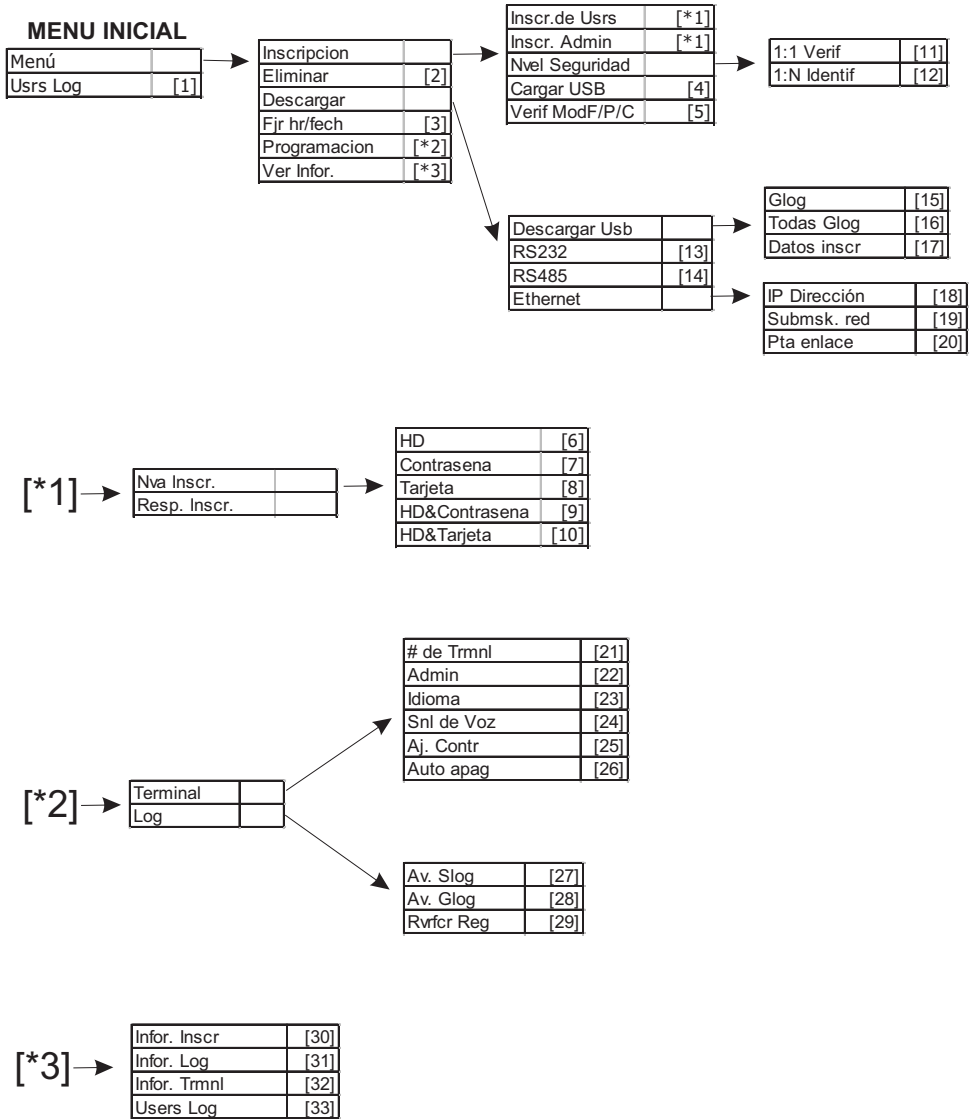 MENU INICIAL
Menú
Usrs Log [1]
Inscripcion
Eliminar [2]
Descargar
Fjr hr/fech [3]
Programacion [*2]
Ver Infor. [*3]
Inscr.de Usrs [*1]
Inscr. Admin [*1]
Nvel Seguridad
Cargar USB [4]
Verif ModF/P/C [5]
1:1 Verif [11]
1:N Identif [12]
Descargar Usb
RS232 [13]
RS485 [14]
Ethernet
Glog [15]
Todas Glog [16]
Datos inscr [17]
IP Dirección [18]
Submsk. red [19]
Pta enlace [20]
[*1]
Nva Inscr.
Resp. Inscr.
HD [6]
Contrasena [7]
Tarjeta [8]
HD&Contrasena [9]
HD&Tarjeta [10]
[*2]
Terminal
Log
# de Trmnl [21]
Admin [22]
Idioma [23]
Snl de Voz [24]
Aj. Contr [25]
Auto apag [26]
Av. Slog [27]
Av. Glog [28]
Rvrfcr Reg [29]
[*3]
Infor. Inscr [30]
Infor. Log [31]
Infor. Trmnl [32]
Users Log [33]